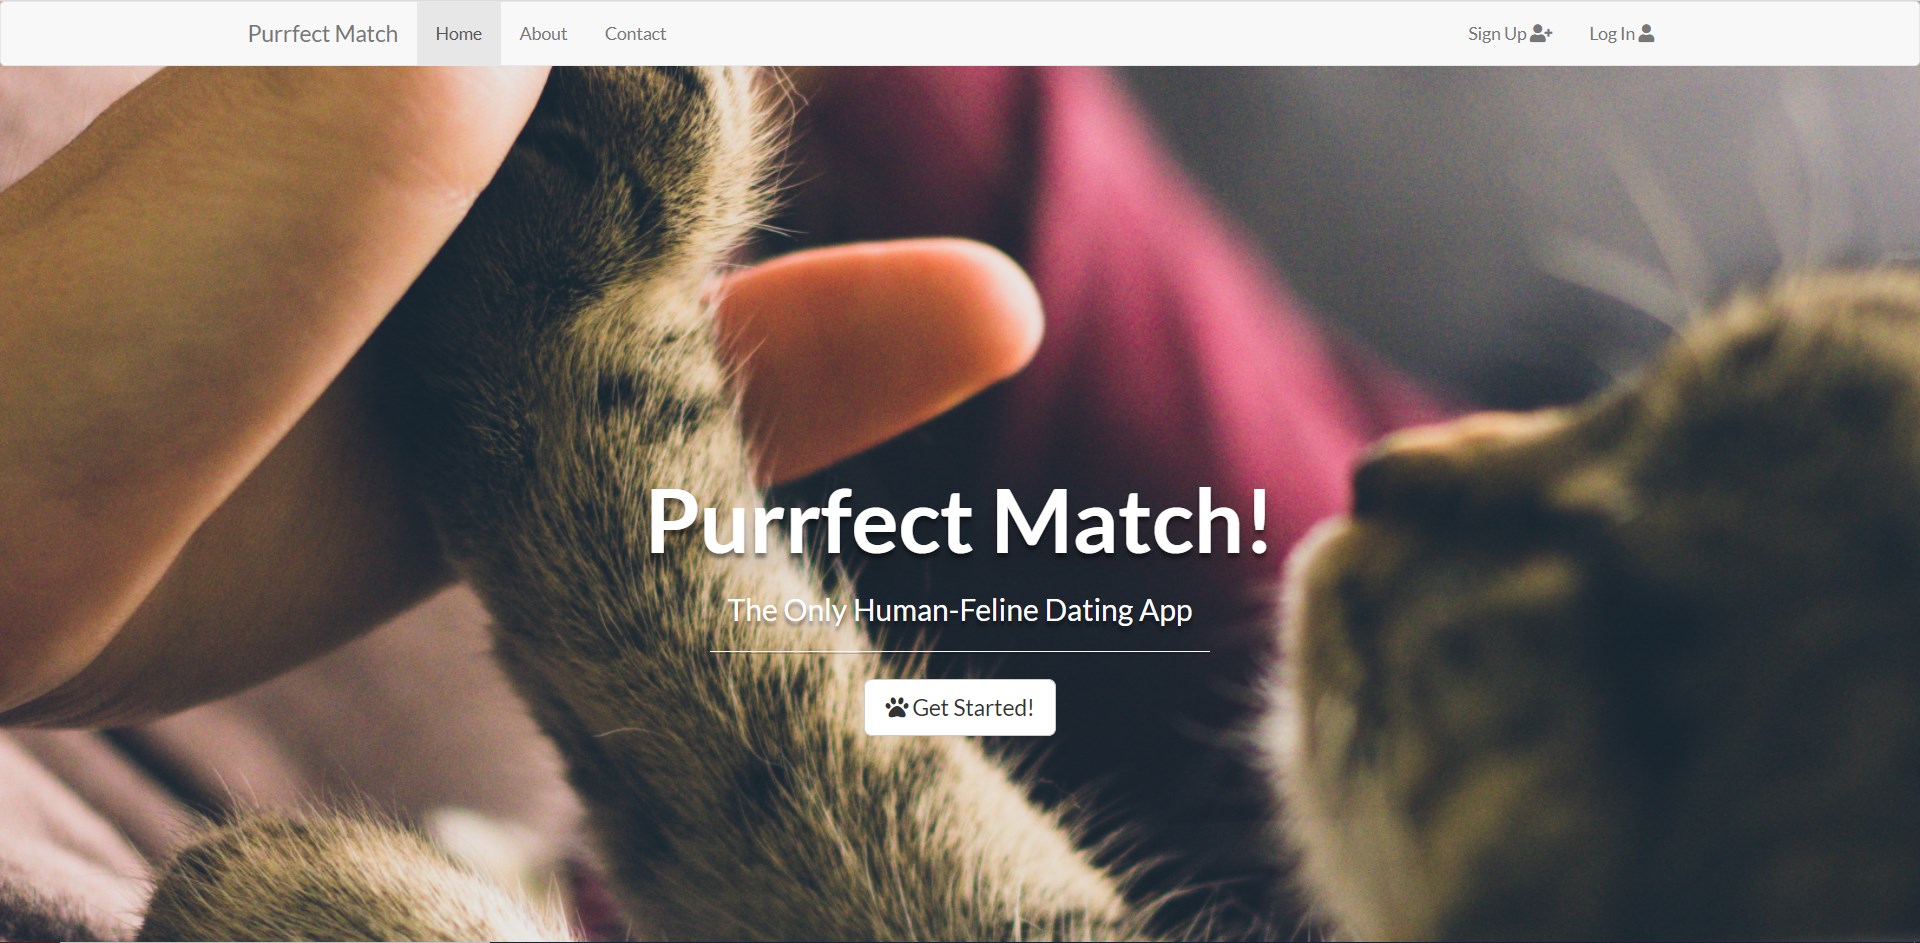 Purrfect Match Home About Contact Sign Up Log In
Purrfect Match!
The Only Human-Feline Dating App
Get Started!